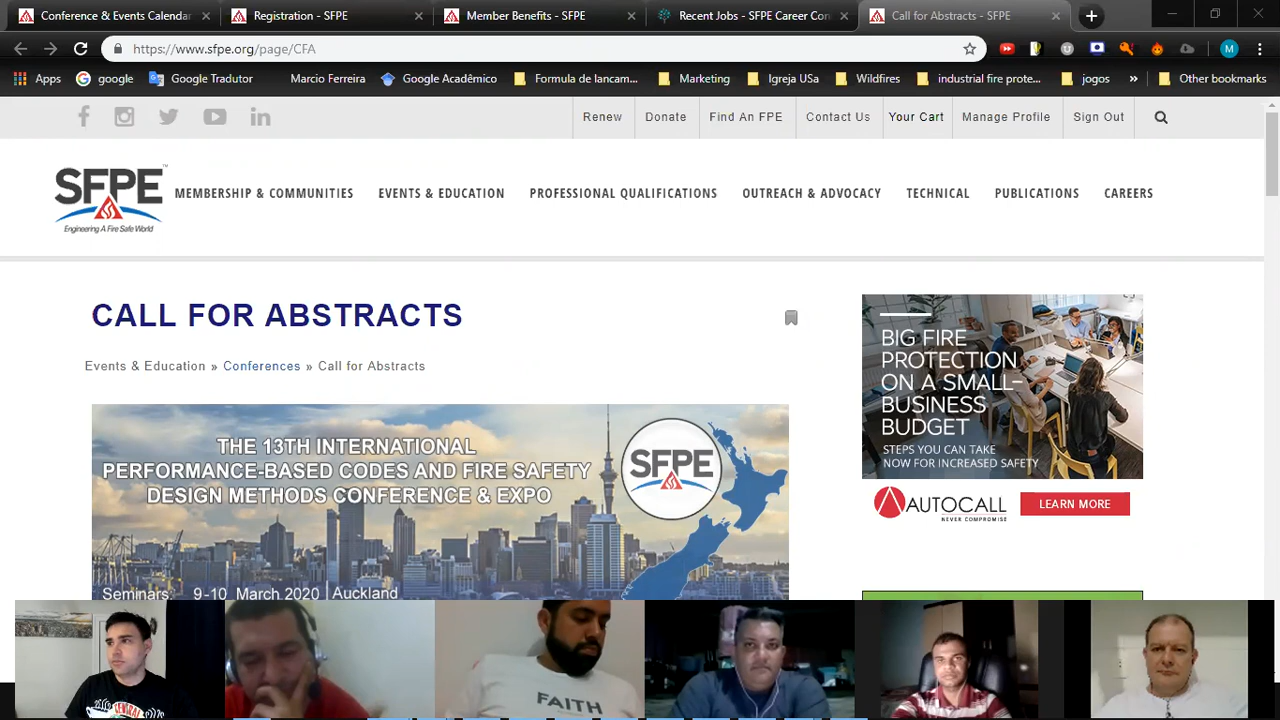 Conference & Events Calenda
Registration - SFPE
Member Benefits - SFPE
Recent Jobs - SFPE Career Con
Call for Abstracts - SFPE
https://www.sfpe.org/page/CFA
M
Apps
google
Google Tradutor
Marcio Ferreira
Google Acadêmico
Formula de lancam...
Marketing
Igreja USa
Wildfires
industrial fire prote...
jogos
»
Other bookmarks
Renew
Donate
Find An FPE
Contact Us
Your Cart
Manage Profile
Sign Out
SFPE
Engineering A Fire Safe World
MEMBERSHIP & COMMUNITIES
EVENTS & EDUCATION
PROFESSIONAL QUALIFICATIONS
OUTREACH & ADVOCACY
TECHNICAL
PUBLICATIONS
CAREERS
CALL FOR ABSTRACTS
Events & Education » Conferences » Call for Abstracts
THE 13TH INTERNATIONAL
PERFORMANCE-BASED CODES AND FIRE SAFETY
DESIGN METHODS CONFERENCE & EXPO
SFPE
Seminars: 9-10 March 2020 | Auckland
BIG FIRE
PROTECTION
ON A SMALL-
BUSINESS
BUDGET
STEPS YOU CAN TAKE
NOW FOR INCREASED SAFETY
AUTOCALL
NEVER COMPROMISE
LEARN MORE
CENTRAL
FAITH